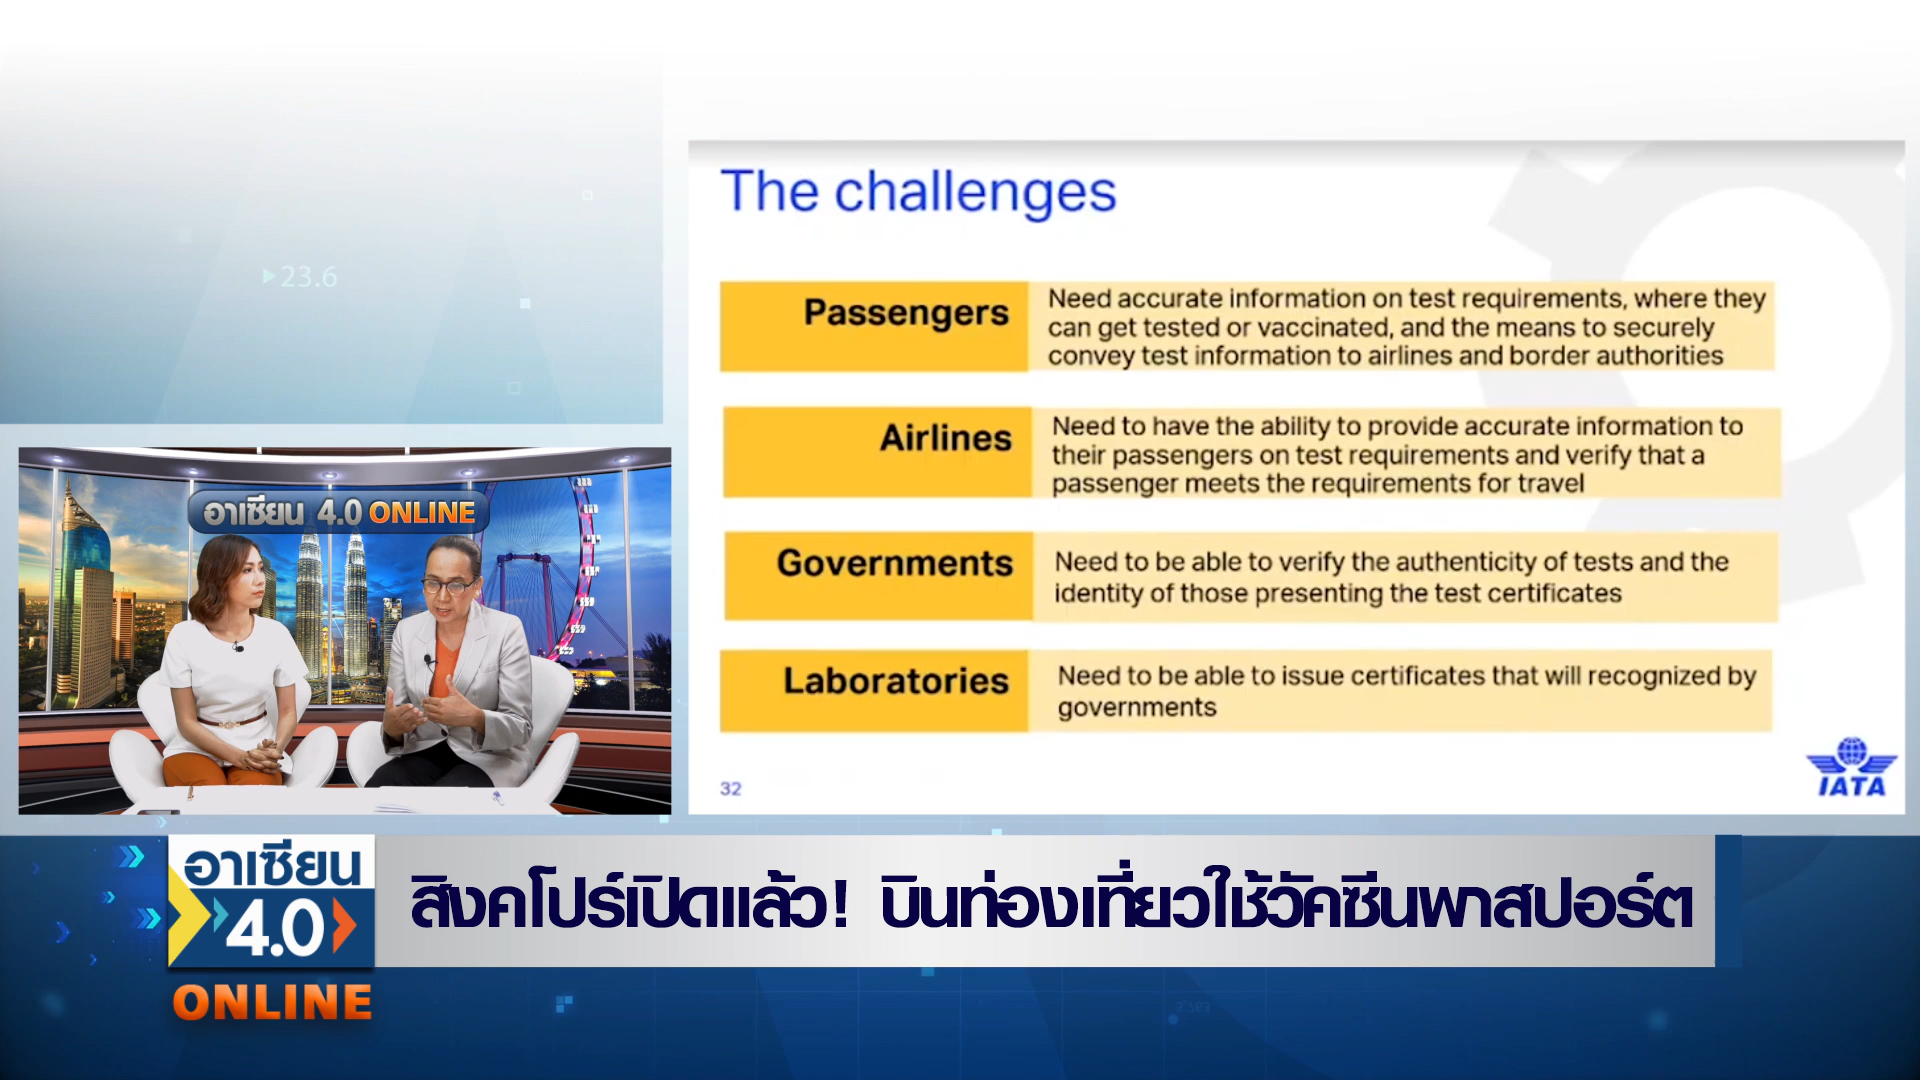 The challenges
Passengers
Need accurate information on test requirements, where they
can get tested or vaccinated, and the means to securely
convey test information to airlines and border authorities
Airlines
Need to have the ability to provide accurate information to
their passengers on test requirements and verify that a
passenger meets the requirements for travel
Governments
Need to be able to verify the authenticity of tests and the
identity of those presenting the test certificates
Laboratories
Need to be able to issue certificates that will recognized by
governments
32
IATA
23.6
อาเซียน 4.0 ONLINE
อาเซียน
4.0
ONLINE
สิงคโปร์เปิดแล้ว! บินท่องเที่ยวใช้วัคซีนพาสปอร์ต